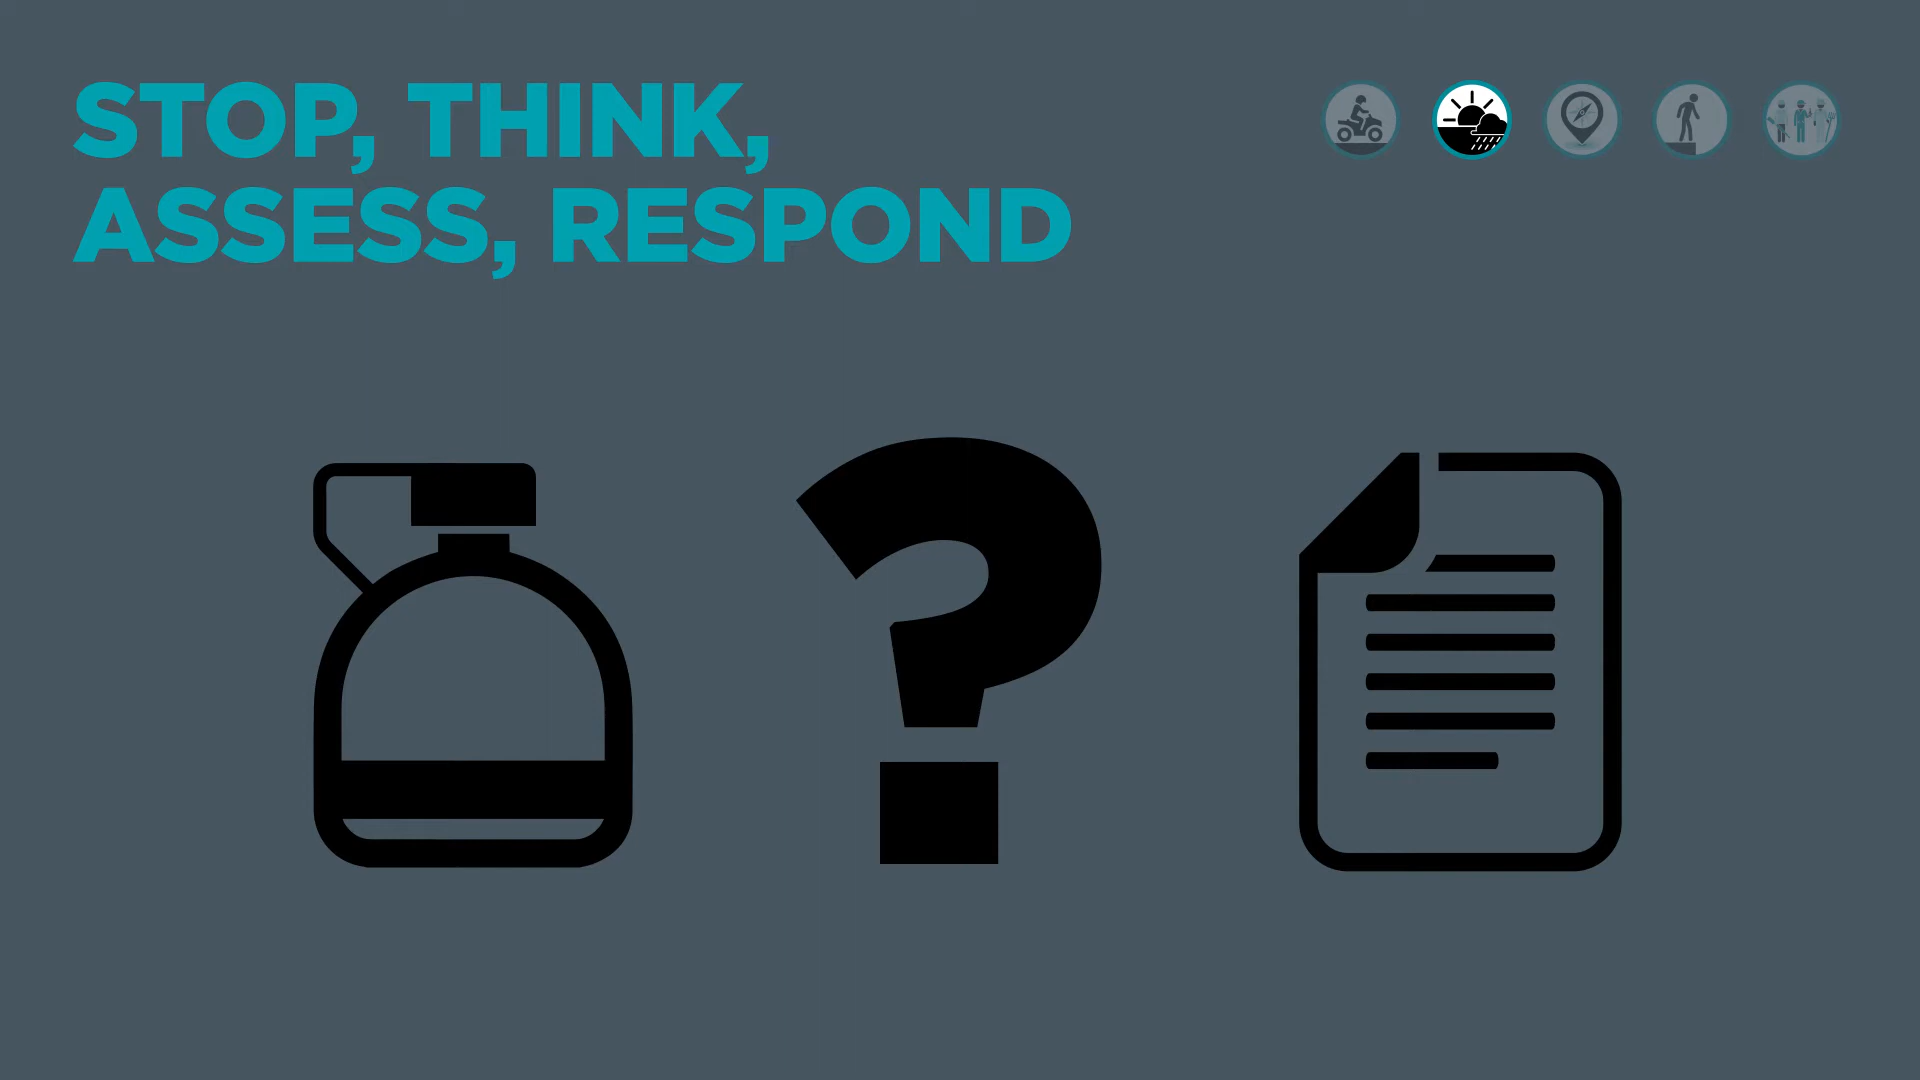 STOP, THINK,
ASSESS, RESPOND
?